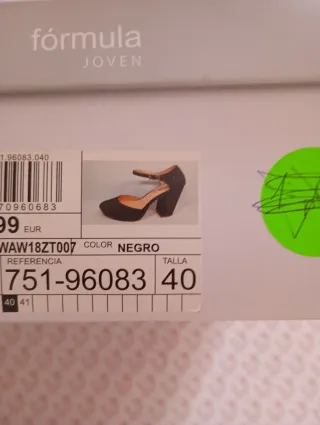 fórmula
JOVEN
1.96083.040
70960683
99 EUR
WAW18ZT007 COLOR NEGRO
REFERENCIA TALLA
751-96083 40
40 41